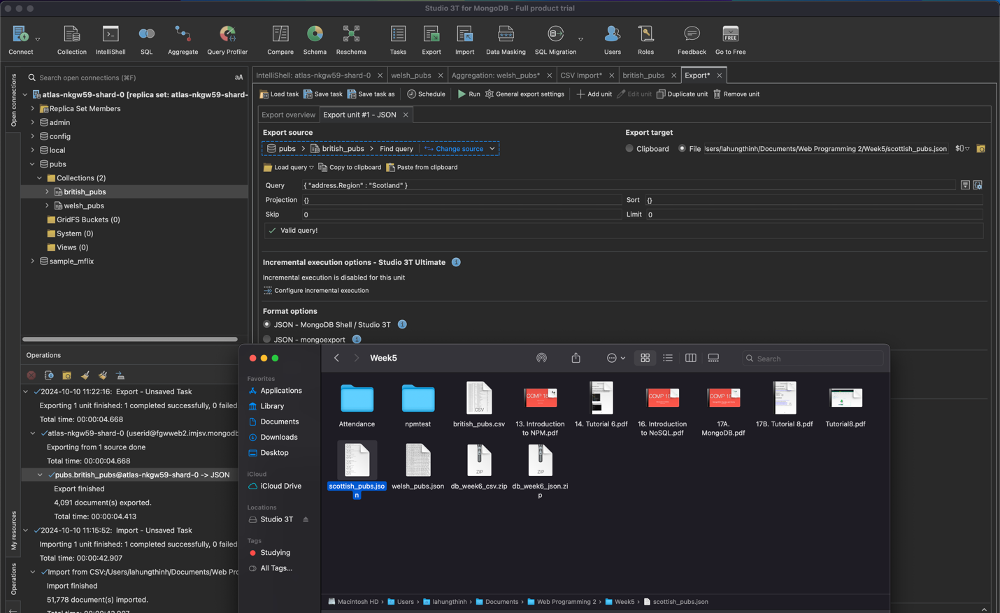 Studio 3T for MongoDB - Full product trial
Connect
Collection
IntelliShell
SQL
Aggregate
Query Profiler
Compare
Schema
Reschema
Tasks
Export
Import
Data Masking
SQL Migration
Users
Roles
Feedback
FREE
Go to Free
Open connections
Search open connections (⌘F)
aA
atlas-nkgw59-shard-0 [replica set: atlas-nkgw59-shard-
Replica Set Members
admin
config
local
pubs
Collections (2)
british_pubs
welsh_pubs
GridFS Buckets (0)
System (0)
Views (0)
sample_mflix
IntelliShell: atlas-nkgw59-shard-0
welsh_pubs
Aggregation: welsh_pubs*
CSV Import*
british_pubs
Export*
Load task
Save task
Save task as
Schedule
Run
General export settings
Add unit
Edit unit
Duplicate unit
Remove unit
Export overview
Export unit #1 - JSON
Export source
Export target
pubs
british_pubs
Find query
Change source
Clipboard
File
sers/lahungthinh/Documents/Web Programming 2/Week5/scottish_pubs.json
Load query
Copy to clipboard
Paste from clipboard
Query
{ "address.Region" : "Scotland" }
Projection
{}
Sort
{}
Skip
0
Limit
0
Valid query!
Incremental execution options - Studio 3T Ultimate
Incremental execution is disabled for this unit
Configure incremental execution
Format options
JSON - MongoDB Shell / Studio 3T
JSON - mongoexport
My resources
Operations
Operations
2024-10-10 11:22:16: Export - Unsaved Task
Exporting 1 unit finished: 1 completed successfully, 0 failed
Total time: 00:00:04.668
atlas-nkgw59-shard-0 (userid@fgwweb2.imjsv.mongodb
Exporting from 1 source done
Total time: 00:00:04.668
pubs.british_pubs@atlas-nkgw59-shard-0 -> JSON
Export finished
4,091 document(s) exported.
Total time: 00:00:04.413
2024-10-10 11:15:52: Import - Unsaved Task
Importing 1 unit finished: 1 completed successfully, 0 failed
Total time: 00:00:42.907
Import from CSV:/Users/lahungthinh/Documents/Web Pro
Import finished
51,778 document(s) imported.
Week5
Search
Favorites
Applications
Library
Documents
Downloads
Desktop
iCloud
iCloud Drive
Locations
Studio 3T
Tags
Studying
All Tags...
Attendance
npmtest
CSV
british_pubs.csv
COMP 18
13. Introduction
to NPM.pdf
14. Tutorial 6.pdf
COMP 18
16. Introduction
to NoSQL.pdf
COMP 18
17A.
MongoDB.pdf
17B. Tutorial 8.pdf
Tutorial8.pdf
scottish_pubs.jso
n
welsh_pubs.json
ZIP
db_week6_csv.zip
ZIP
db_week6_json.zi
p
Macintosh HD
Users
lahungthinh
Documents
Web Programming 2
Week5
scottish_pubs.json